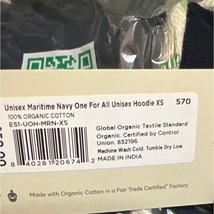 Unisex Maritime Navy One For All Unisex Hoodie XS 570
100% ORGANIC COTTON
ES1-UOH-MRN-XS
Global Organic Textile Standard
Organic. Certified by Control
Union. 832196
Machine Wash Cold. Tumble Dry Low.
MADE IN INDIA
8 40281 20674 2
Made with Organic Cotton in a Fair Trade Certified™ Factory.